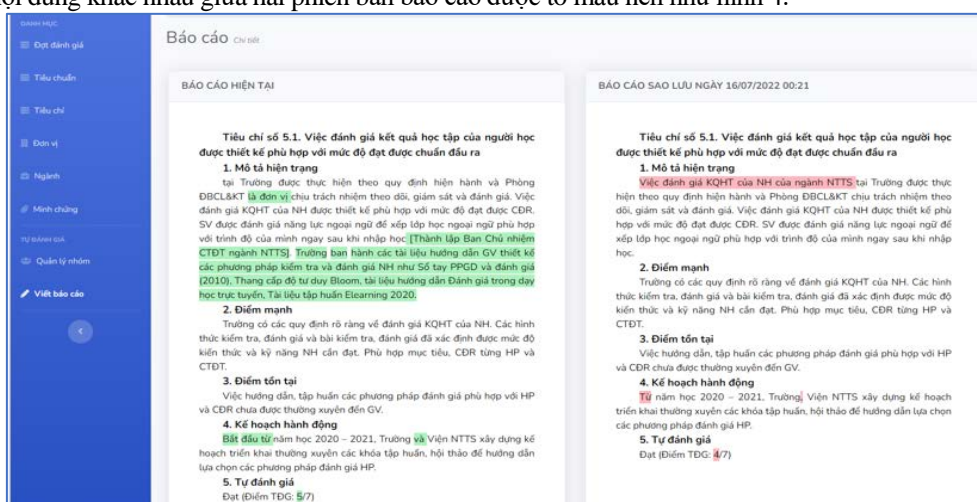 nội dung khác nhau giữa hai phiên bản báo cáo được tô màu nền như hình 4.
DANH MỤC
Đợt đánh giá
Tiêu chuẩn
Tiêu chí
Đơn vị
Ngành
Minh chứng
TỰ ĐÁNH GIÁ
Quản lý nhóm
Viết báo cáo
Báo cáo Chi tiết
BÁO CÁO HIỆN TẠI
Tiêu chí số 5.1. Việc đánh giá kết quả học tập của người học
được thiết kế phù hợp với mức độ đạt được chuẩn đầu ra
1. Mô tả hiện trạng
tại Trường được thực hiện theo quy định hiện hành và Phòng
ĐBCL&KT là đơn vị chịu trách nhiệm theo dõi, giám sát và đánh giá. Việc
đánh giá KQHT của NH được thiết kế phù hợp với mức độ đạt được CĐR.
SV được đánh giá năng lực ngoại ngữ để xếp lớp học ngoại ngữ phù hợp
với trình độ của mình ngay sau khi nhập học [Thành lập Ban Chủ nhiệm
CTĐT ngành NTTS]. Trường ban hành các tài liệu hướng dẫn GV thiết kế
các phương pháp kiểm tra và đánh giá NH như Sổ tay PPGD và đánh giá
(2010), Thang cấp độ tư duy Bloom, tài liệu hướng dẫn Đánh giá trong dạy
học trực tuyến, Tài liệu tập huấn Elearning 2020.
2. Điểm mạnh
Trường có các quy định rõ ràng về đánh giá KQHT của NH. Các hình
thức kiểm tra, đánh giá và bài kiểm tra, đánh giá đã xác định được mức độ
kiến thức và kỹ năng NH cần đạt. Phù hợp mục tiêu, CĐR từng HP và
CTĐT.
3. Điểm tồn tại
Việc hướng dẫn, tập huấn các phương pháp đánh giá phù hợp với HP
và CĐR chưa được thường xuyên đến GV.
4. Kế hoạch hành động
Bắt đầu từ năm học 2020 – 2021, Trường và Viện NTTS xây dựng kế
hoạch triển khai thường xuyên các khóa tập huấn, hội thảo để hướng dẫn
lựa chọn các phương pháp đánh giá HP.
5. Tự đánh giá
Đạt (Điểm TĐG: 5/7)
BÁO CÁO SAO LƯU NGÀY 16/07/2022 00:21
Tiêu chí số 5.1. Việc đánh giá kết quả học tập của người học
được thiết kế phù hợp với mức độ đạt được chuẩn đầu ra
1. Mô tả hiện trạng
Việc đánh giá KQHT của NH của ngành NTTS tại Trường được thực
hiện theo quy định hiện hành và Phòng ĐBCL&KT chịu trách nhiệm theo
dõi, giám sát và đánh giá. Việc đánh giá KQHT của NH được thiết kế phù
hợp với mức độ đạt được CĐR. SV được đánh giá năng lực ngoại ngữ để
xếp lớp học ngoại ngữ phù hợp với trình độ của mình ngay sau khi nhập
học.
2. Điểm mạnh
Trường có các quy định rõ ràng về đánh giá KQHT của NH. Các hình
thức kiểm tra, đánh giá và bài kiểm tra, đánh giá đã xác định được mức độ
kiến thức và kỹ năng NH cần đạt. Phù hợp mục tiêu, CĐR từng HP và
CTĐT.
3. Điểm tồn tại
Việc hướng dẫn, tập huấn các phương pháp đánh giá phù hợp với HP
và CĐR chưa được thường xuyên đến GV.
4. Kế hoạch hành động
Từ năm học 2020 – 2021, Trường, Viện NTTS xây dựng kế hoạch
triển khai thường xuyên các khóa tập huấn, hội thảo để hướng dẫn lựa chọn
các phương pháp đánh giá HP.
5. Tự đánh giá
Đạt (Điểm TĐG: 4/7)